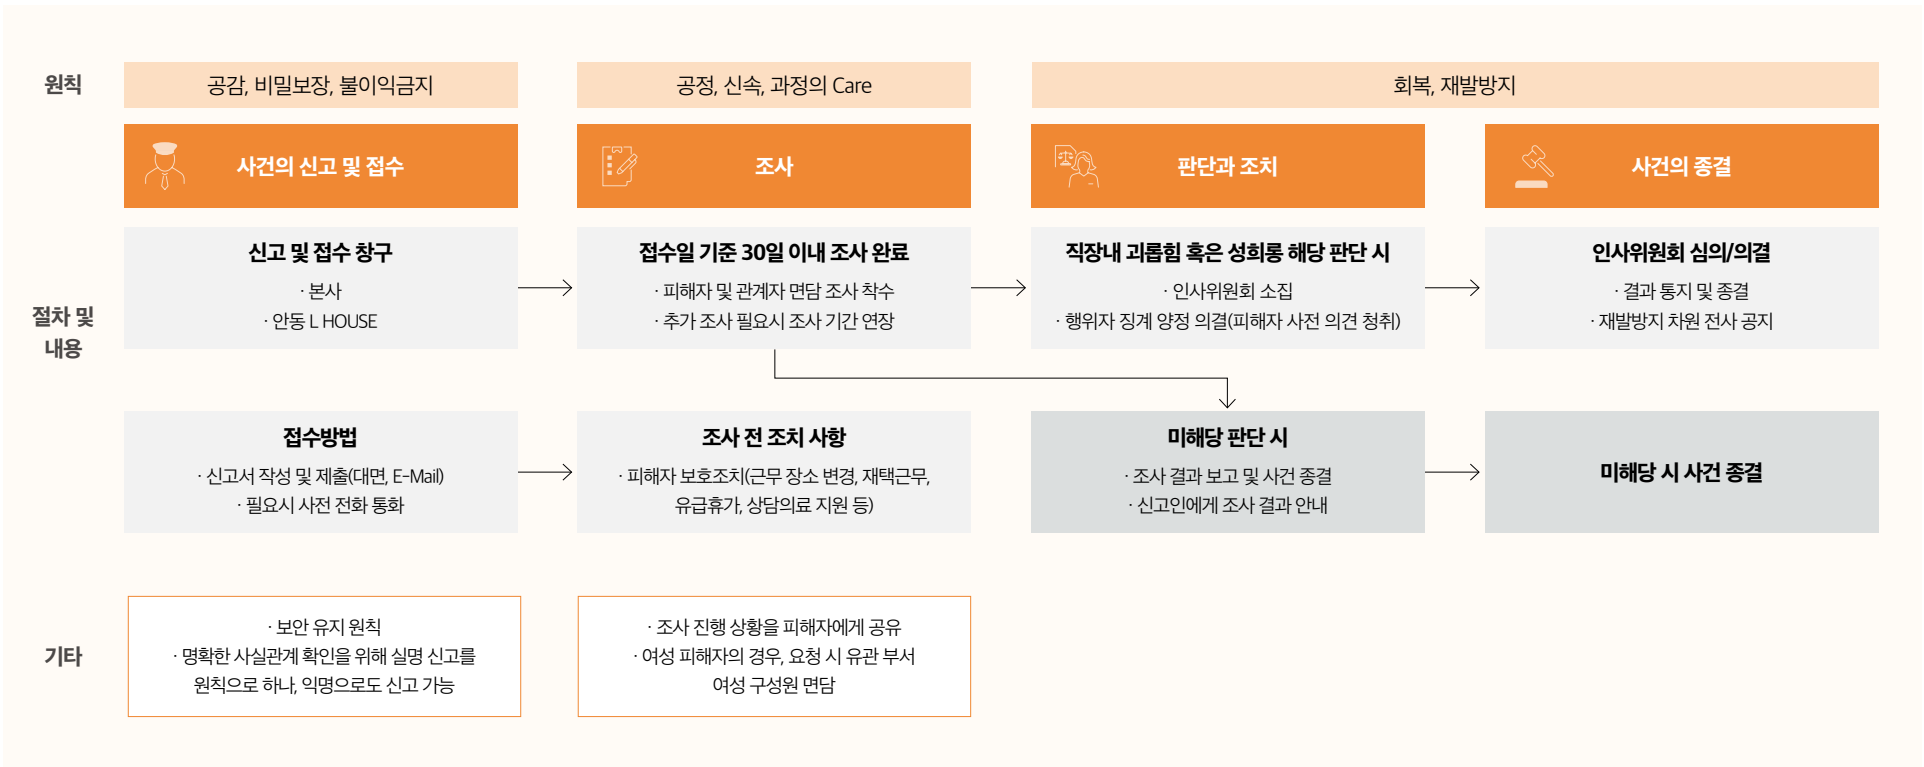 원칙
공감, 비밀보장, 불이익금지
공정, 신속, 과정의 Care
회복, 재발방지
사건의 신고 및 접수
조사
판단과 조치
사건의 종결
절차 및
내용
신고 및 접수 창구
· 본사
· 안동 L HOUSE
접수일 기준 30일 이내 조사 완료
· 피해자 및 관계자 면담 조사 착수
· 추가 조사 필요시 조사 기간 연장
직장내 괴롭힘 혹은 성희롱 해당 판단 시
· 인사위원회 소집
· 행위자 징계 양정 의결(피해자 사전 의견 청취)
인사위원회 심의/의결
· 결과 통지 및 종결
· 재발방지 차원 전사 공지
접수방법
· 신고서 작성 및 제출(대면, E-Mail)
· 필요시 사전 전화 통화
조사 전 조치 사항
· 피해자 보호조치(근무 장소 변경, 재택근무,
유급휴가, 상담의료 지원 등)
미해당 판단 시
· 조사 결과 보고 및 사건 종결
· 신고인에게 조사 결과 안내
미해당 시 사건 종결
기타
· 보안 유지 원칙
· 명확한 사실관계 확인을 위해 실명 신고를
원칙으로 하나, 익명으로도 신고 가능
· 조사 진행 상황을 피해자에게 공유
· 여성 피해자의 경우, 요청 시 유관 부서
여성 구성원 면담